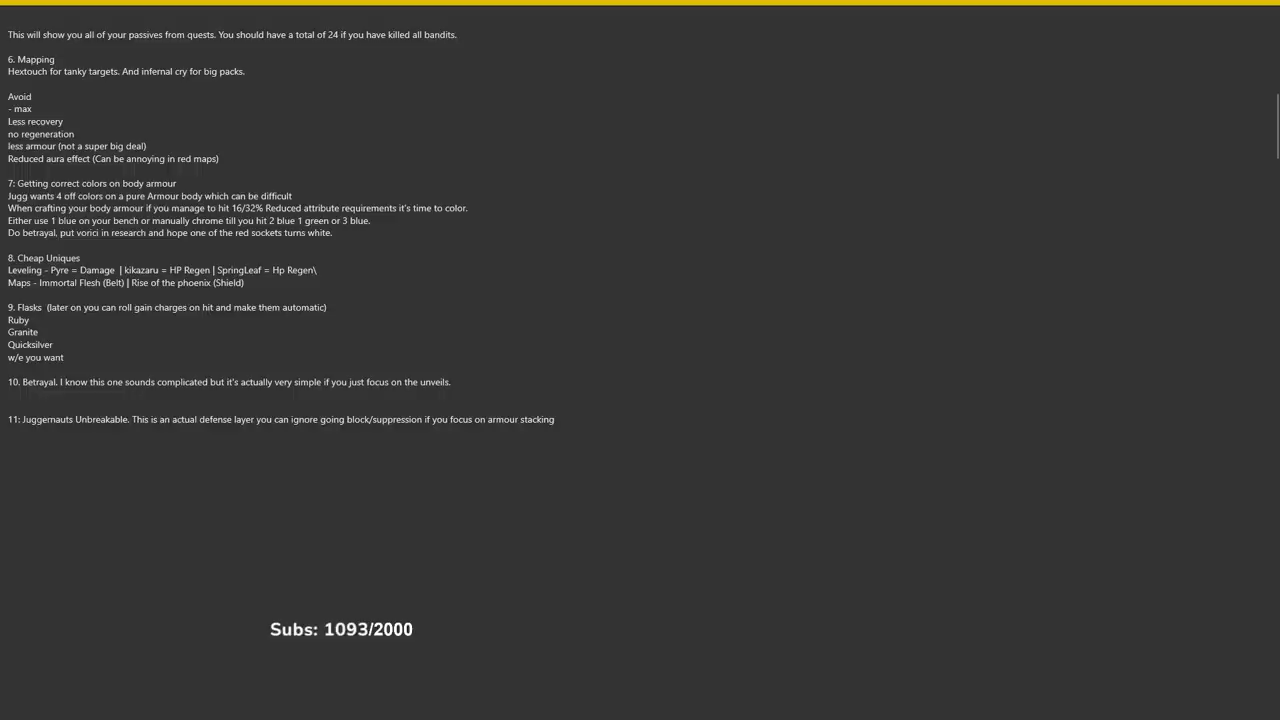 This will show you all of your passives from quests. You should have a total of 24 if you have killed all bandits.
6. Mapping
Hextouch for tanky targets. And infernal cry for big packs.
Avoid
- max
Less recovery
no regeneration
less armour (not a super big deal)
Reduced aura effect (Can be annoying in red maps)
7: Getting correct colors on body armour
Jugg wants 4 off colors on a pure Armour body which can be difficult
When crafting your body armour if you manage to hit 16/32% Reduced attribute requirements it's time to color.
Either use 1 blue on your bench or manually chrome till you hit 2 blue 1 green or 3 blue.
Do betrayal, put vorici in research and hope one of the red sockets turns white.
8. Cheap Uniques
Leveling - Pyre = Damage  | kikazaru = HP Regen | SpringLeaf = Hp Regen\
Maps - Immortal Flesh (Belt) | Rise of the phoenix (Shield)
9. Flasks  (later on you can roll gain charges on hit and make them automatic)
Ruby
Granite
Quicksilver
w/e you want
10. Betrayal. I know this one sounds complicated but it's actually very simple if you just focus on the unveils.
11: Juggernauts Unbreakable. This is an actual defense layer you can ignore going block/suppression if you focus on armour stacking
Subs: 1093/2000